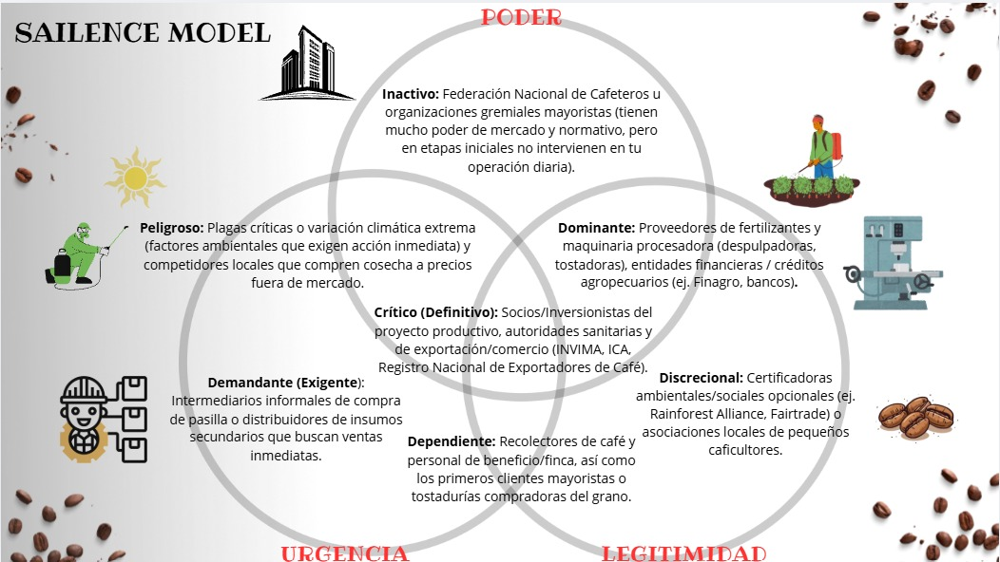 SAILENCE MODEL
PODER
Inactivo: Federación Nacional de Cafeteros u
organizaciones gremiales mayoristas (tienen
mucho poder de mercado y normativo, pero
en etapas iniciales no intervienen en tu
operación diaria).
Peligroso: Plagas críticas o variación climática extrema
(factores ambientales que exigen acción inmediata) y
competidores locales que compren cosecha a precios
fuera de mercado.
Dominante: Proveedores de fertilizantes y
maquinaria procesadora (despulpadoras,
tostadoras), entidades financieras / créditos
agropecuarios (ej. Finagro, bancos).
Crítico (Definitivo): Socios/Inversionistas del
proyecto productivo, autoridades sanitarias y
de exportación/comercio (INVIMA, ICA,
Registro Nacional de Exportadores de Café).
Demandante (Exigente):
Intermediarios informales de compra
de pasilla o distribuidores de insumos
secundarios que buscan ventas
inmediatas.
Discrecional: Certificadoras
ambientales/sociales opcionales (ej.
Rainforest Alliance, Fairtrade) o
asociaciones locales de pequeños
caficultores.
Dependiente: Recolectores de café y
personal de beneficio/finca, así como
los primeros clientes mayoristas o
tostadurías compradoras del grano.
URGENCIA
LEGITIMIDAD